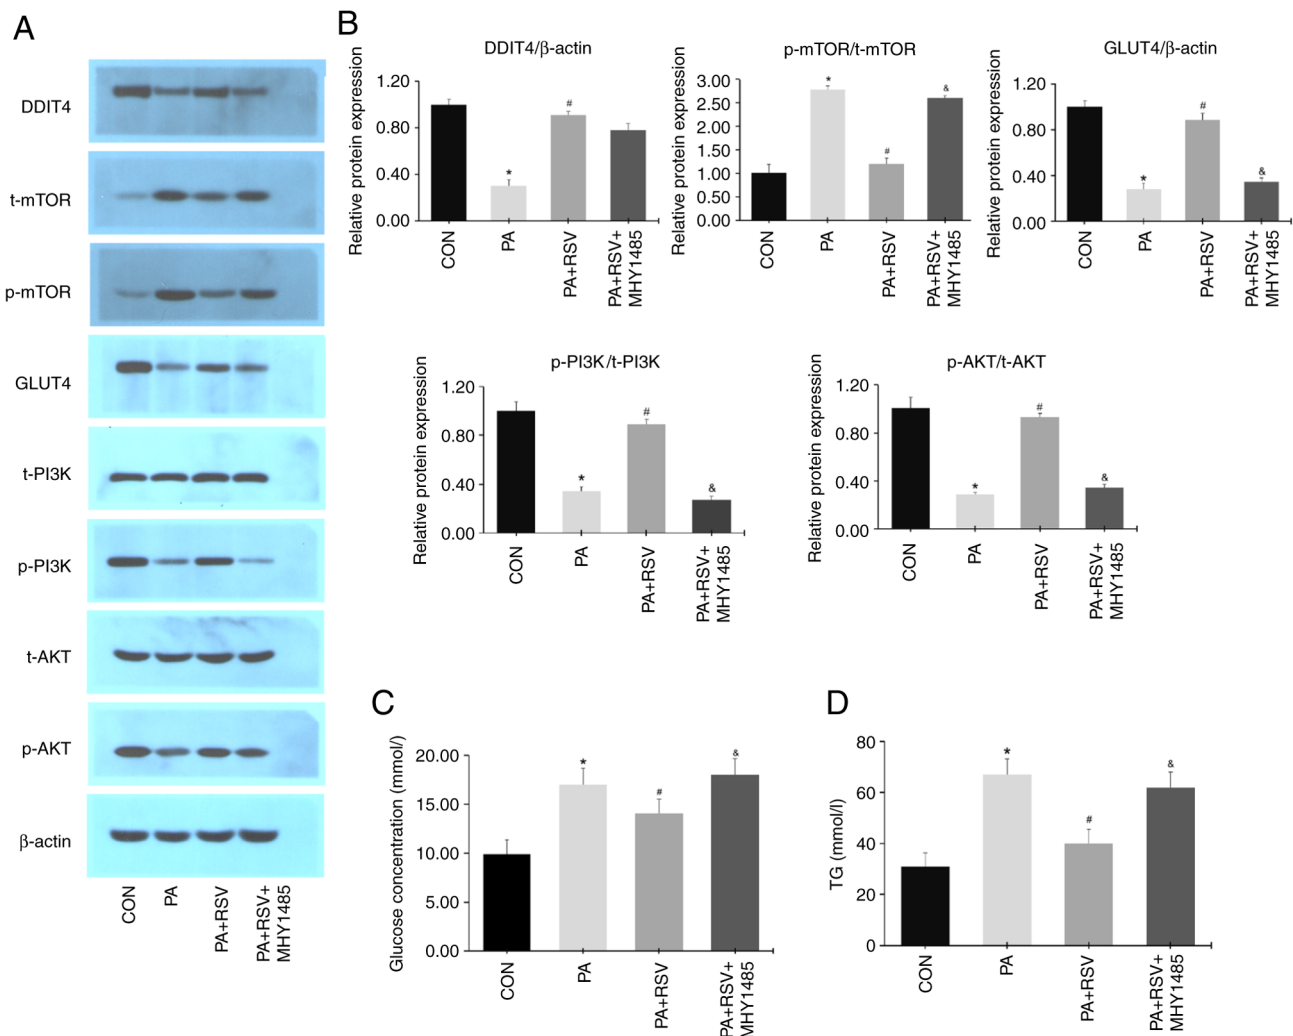 A
DDIT4
t-mTOR
p-mTOR
GLUT4
t-PI3K
p-PI3K
t-AKT
p-AKT
β-actin
CON
PA
PA+RSV
PA+RSV+
MHY1485
B
DDIT4/β-actin
Relative protein expression
1.20
0.80
0.40
0.00
*
#
CON
PA
PA+RSV
PA+RSV+
MHY1485
p-mTOR/t-mTOR
Relative protein expression
3.00
2.50
2.00
1.50
1.00
0.50
0.00
*
#
&
CON
PA
PA+RSV
PA+RSV+
MHY1485
GLUT4/β-actin
Relative protein expression
1.20
0.80
0.40
0.00
*
#
&
CON
PA
PA+RSV
PA+RSV+
MHY1485
p-PI3K/t-PI3K
Relative protein expression
1.20
0.80
0.40
0.00
*
#
&
CON
PA
PA+RSV
PA+RSV+
MHY1485
p-AKT/t-AKT
Relative protein expression
1.20
0.80
0.40
0.00
*
#
&
CON
PA
PA+RSV
PA+RSV+
MHY1485
C
Glucose concentration (mmol/)
20.00
15.00
10.00
5.00
0.00
*
#
&
CON
PA
PA+RSV
PA+RSV+
MHY1485
D
TG (mmol/l)
80
60
40
20
0
*
#
&
CON
PA
PA+RSV
PA+RSV+
MHY1485